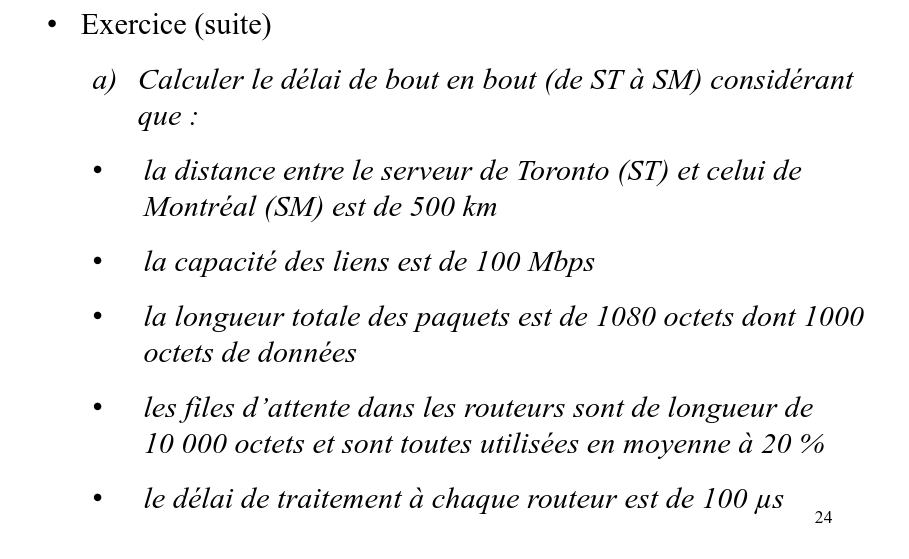 • Exercice (suite)
a) Calculer le délai de bout en bout (de ST à SM) considérant
que :
• la distance entre le serveur de Toronto (ST) et celui de
Montréal (SM) est de 500 km
• la capacité des liens est de 100 Mbps
• la longueur totale des paquets est de 1080 octets dont 1000
octets de données
• les files d’attente dans les routeurs sont de longueur de
10 000 octets et sont toutes utilisées en moyenne à 20 %
• le délai de traitement à chaque routeur est de 100 µs
24